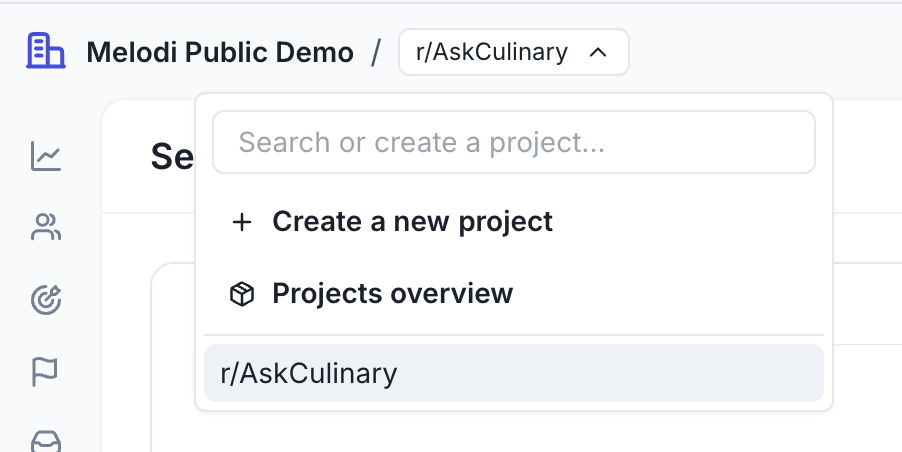 Melodi Public Demo / r/AskCulinary
Se
Search or create a project...
Create a new project
Projects overview
r/AskCulinary